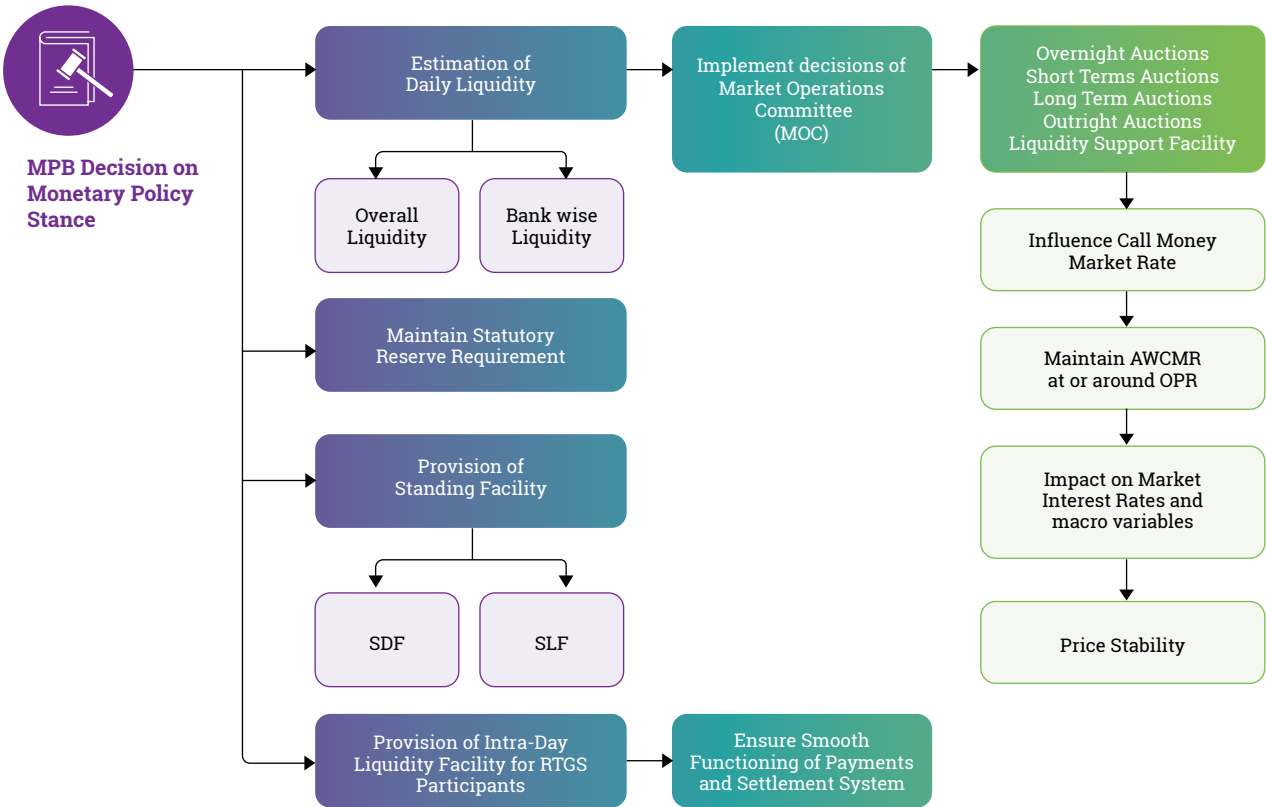 MPB Decision on
Monetary Policy
Stance
Estimation of
Daily Liquidity
Overall
Liquidity
Bank wise
Liquidity
Maintain Statutory
Reserve Requirement
Provision of
Standing Facility
SDF
SLF
Provision of Intra-Day
Liquidity Facility for RTGS
Participants
Implement decisions of
Market Operations
Committee
(MOC)
Ensure Smooth
Functioning of Payments
and Settlement System
Overnight Auctions
Short Terms Auctions
Long Term Auctions
Outright Auctions
Liquidity Support Facility
Influence Call Money
Market Rate
Maintain AWCMR
at or around OPR
Impact on Market
Interest Rates and
macro variables
Price Stability